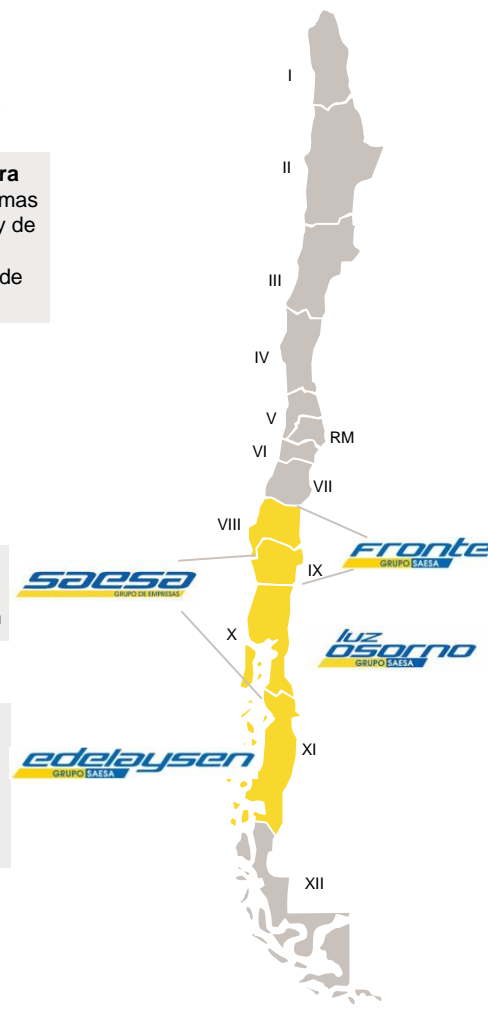 I
ra
mas
II
y de
de
III
IV
V
RM
VI
VII
VIII
fronte
GRUPO SAESA
IX
saesa
GRUPO DE EMPRESAS
X
luz
osorno
GRUPO SAESA
XI
edelaysen
GRUPO SAESA
XII